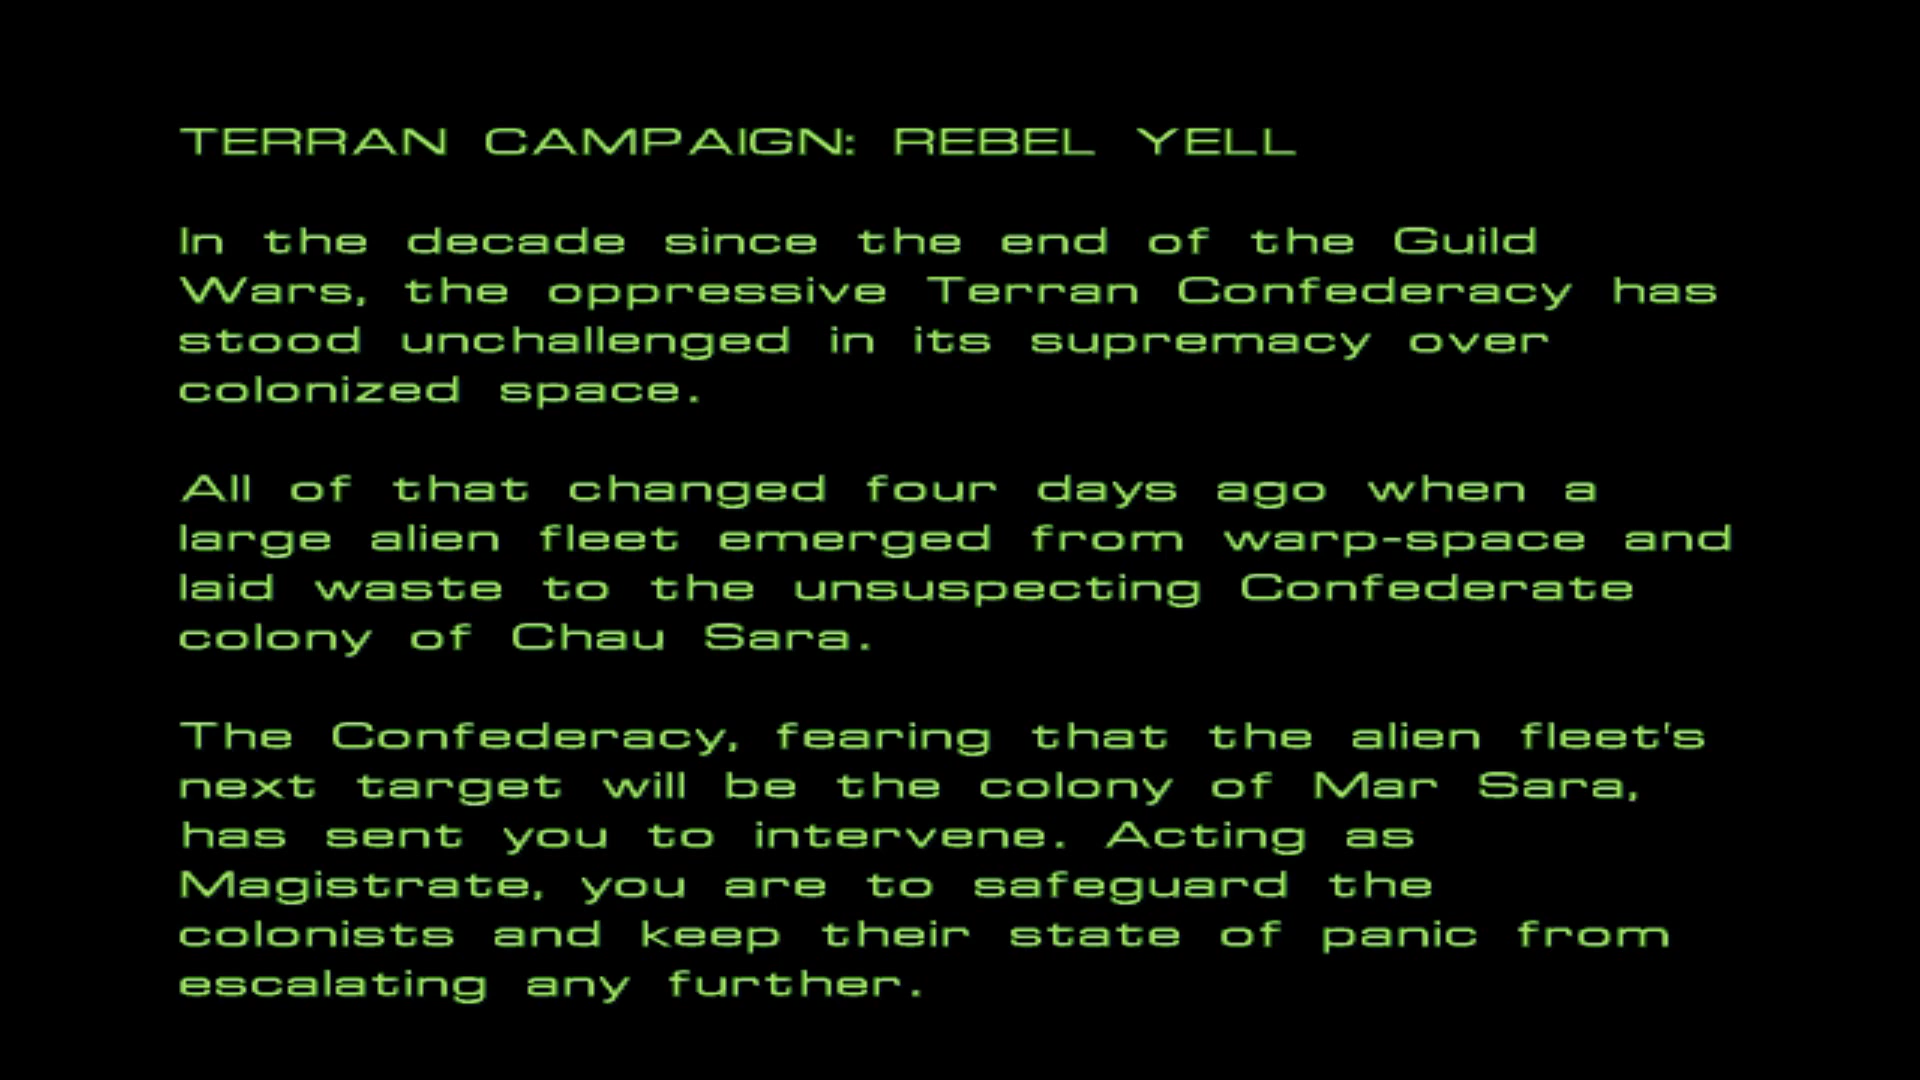 TERRAN CAMPAIGN: REBEL YELL
In the decade since the end of the Guild
Wars, the oppressive Terran Confederacy has
stood unchallenged in its supremacy over
colonized space.
All of that changed four days ago when a
large alien fleet emerged from warp-space and
laid waste to the unsuspecting Confederate
colony of Chau Sara.
The Confederacy, fearing that the alien fleet's
next target will be the colony of Mar Sara,
has sent you to intervene. Acting as
Magistrate, you are to safeguard the
colonists and keep their state of panic from
escalating any further.